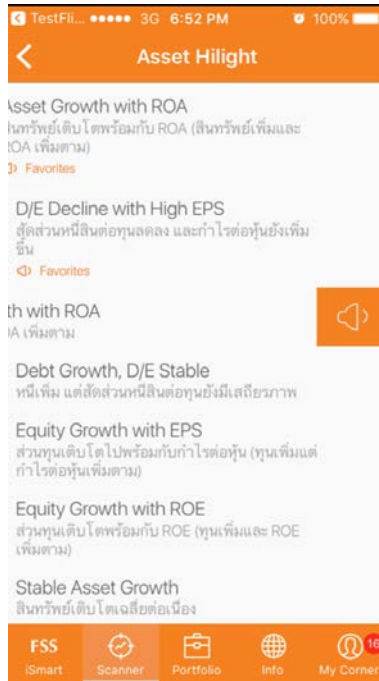 TestFli... 3G 6:52 PM 100%
Asset Hilight
Asset Growth with ROA
สินทรัพย์เติบโตพร้อมกับ ROA (สินทรัพย์เพิ่มและ
ROA เพิ่มตาม)
Favorites
D/E Decline with High EPS
สัดส่วนหนี่สินต่อทุนลดลง และกำไรต่อหุ้นยังเพิ่ม
ขึ้น
Favorites
th with ROA
OA เพิ่มตาม
Debt Growth, D/E Stable
หนี่เพิ่ม แต่สัดส่วนหนี่สินต่อทุนยังมีเสถียรภาพ
Equity Growth with EPS
ส่วนทุนเติบโตไปพร้อมกับกำไรต่อหุ้น (ทุนเพิ่มแต่
กำไรต่อหุ้นเพิ่มตาม)
Equity Growth with ROE
ส่วนทุนเติบโตพร้อมกับ ROE (ทุนเพิ่มและ ROE
เพิ่มตาม)
Stable Asset Growth
สินทรัพย์เติบโตเฉลี่ยต่อเนื่อง
FSS 16
iSmart Scanner Portfolio Info My Corner